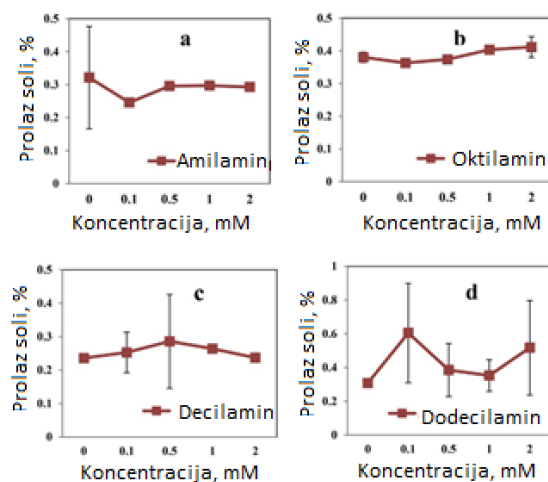 a
Prolaz soli, %
0.5
0.4
0.3
0.2
0.1
0
Amilamin
0 0.1 0.5 1 2
Koncentracija, mM
b
Prolaz soli, %
0.5
0.4
0.3
0.2
0.1
0
Oktilamin
0 0.1 0.5 1 2
Koncentracija, mM
c
Prolaz soli, %
0.5
0.4
0.3
0.2
0.1
0
Decilamin
0 0.1 0.5 1 2
Koncentracija, mM
d
Prolaz soli, %
1
0.8
0.6
0.4
0.2
0
Dodecilamin
0 0.1 0.5 1 2
Koncentracija, mM